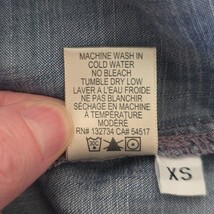 MACHINE WASH IN
COLD WATER
NO BLEACH
TUMBLE DRY LOW
LAVER A L'EAU FROIDE
NE PAS BLANCHIR
SÉCHAGE EN MACHINE
À TEMPÉRATURE
MODÉRÉ
RN# 132734 CA# 54517
XS